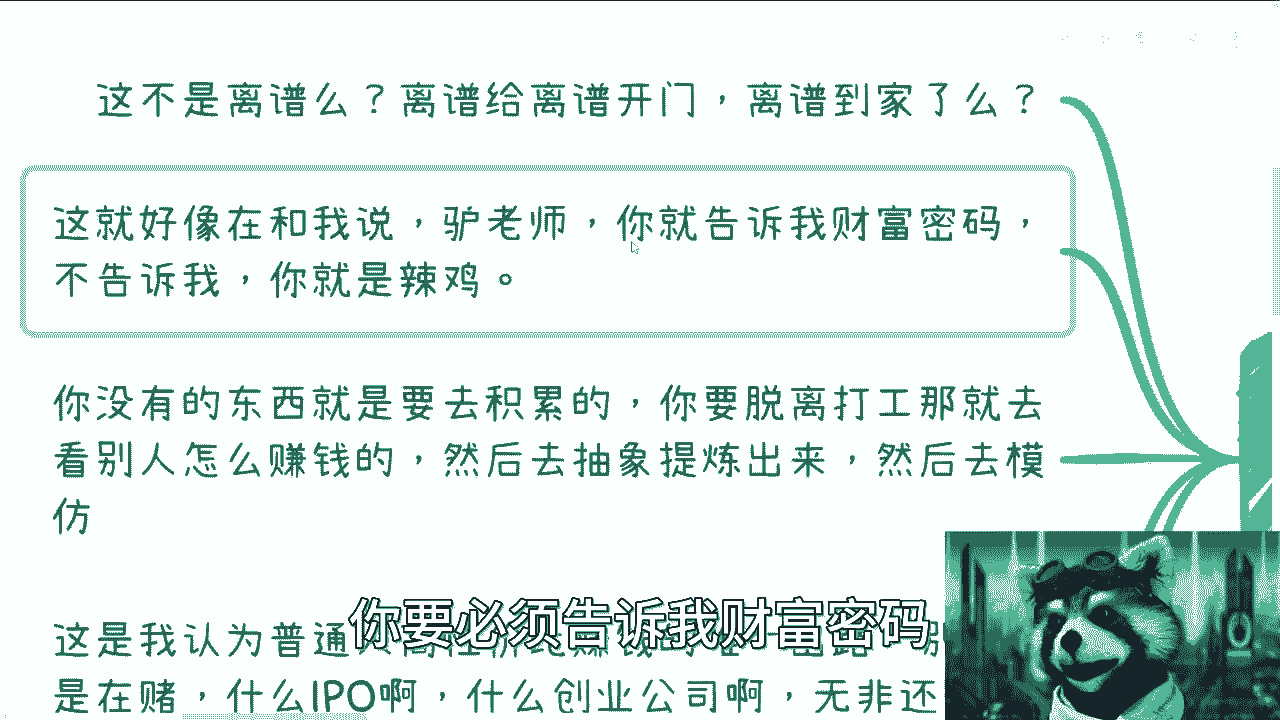 这不是离谱么？离谱给离谱开门，离谱到家了么？
这就好像在和我说，驴老师，你就告诉我财富密码，
不告诉我，你就是辣鸡。
你没有的东西就是要去积累的，你要脱离打工那就去
看别人怎么赚钱的，然后去抽象提炼出来，然后去模
仿
你要必须告诉我财富密码
这是我认为普通
是在赌，什么IPO啊，什么创业公司啊，无非还